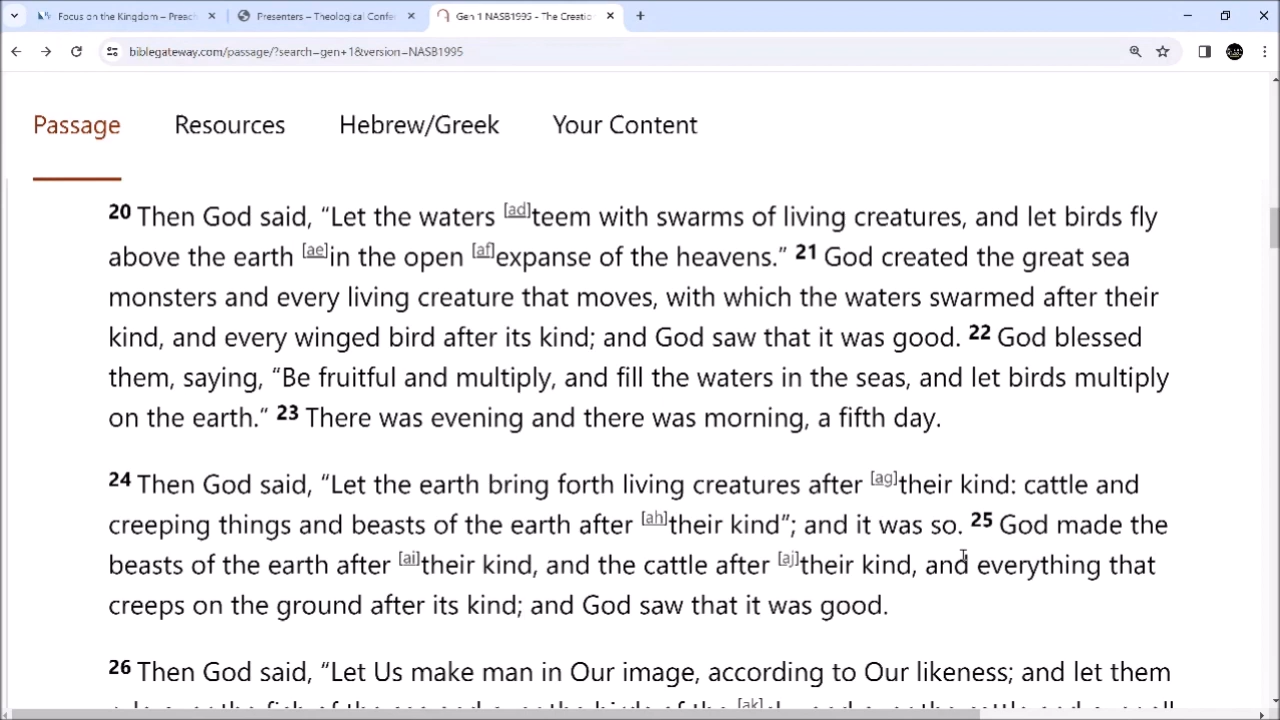 Focus on the Kingdom – Preach
Presenters – Theological Confer
Gen 1 NASB1995 - The Creatio
biblegateway.com/passage/?search=gen+1&version=NASB1995
Passage Resources Hebrew/Greek Your Content
20 Then God said, “Let the waters [ad]teem with swarms of living creatures, and let birds fly
above the earth [ae]in the open [af]expanse of the heavens.” 21 God created the great sea
monsters and every living creature that moves, with which the waters swarmed after their
kind, and every winged bird after its kind; and God saw that it was good. 22 God blessed
them, saying, “Be fruitful and multiply, and fill the waters in the seas, and let birds multiply
on the earth.” 23 There was evening and there was morning, a fifth day.
24 Then God said, “Let the earth bring forth living creatures after [ag]their kind: cattle and
creeping things and beasts of the earth after [ah]their kind”; and it was so. 25 God made the
beasts of the earth after [ai]their kind, and the cattle after [aj]their kind, and everything that
creeps on the ground after its kind; and God saw that it was good.
26 Then God said, “Let Us make man in Our image, according to Our likeness; and let them